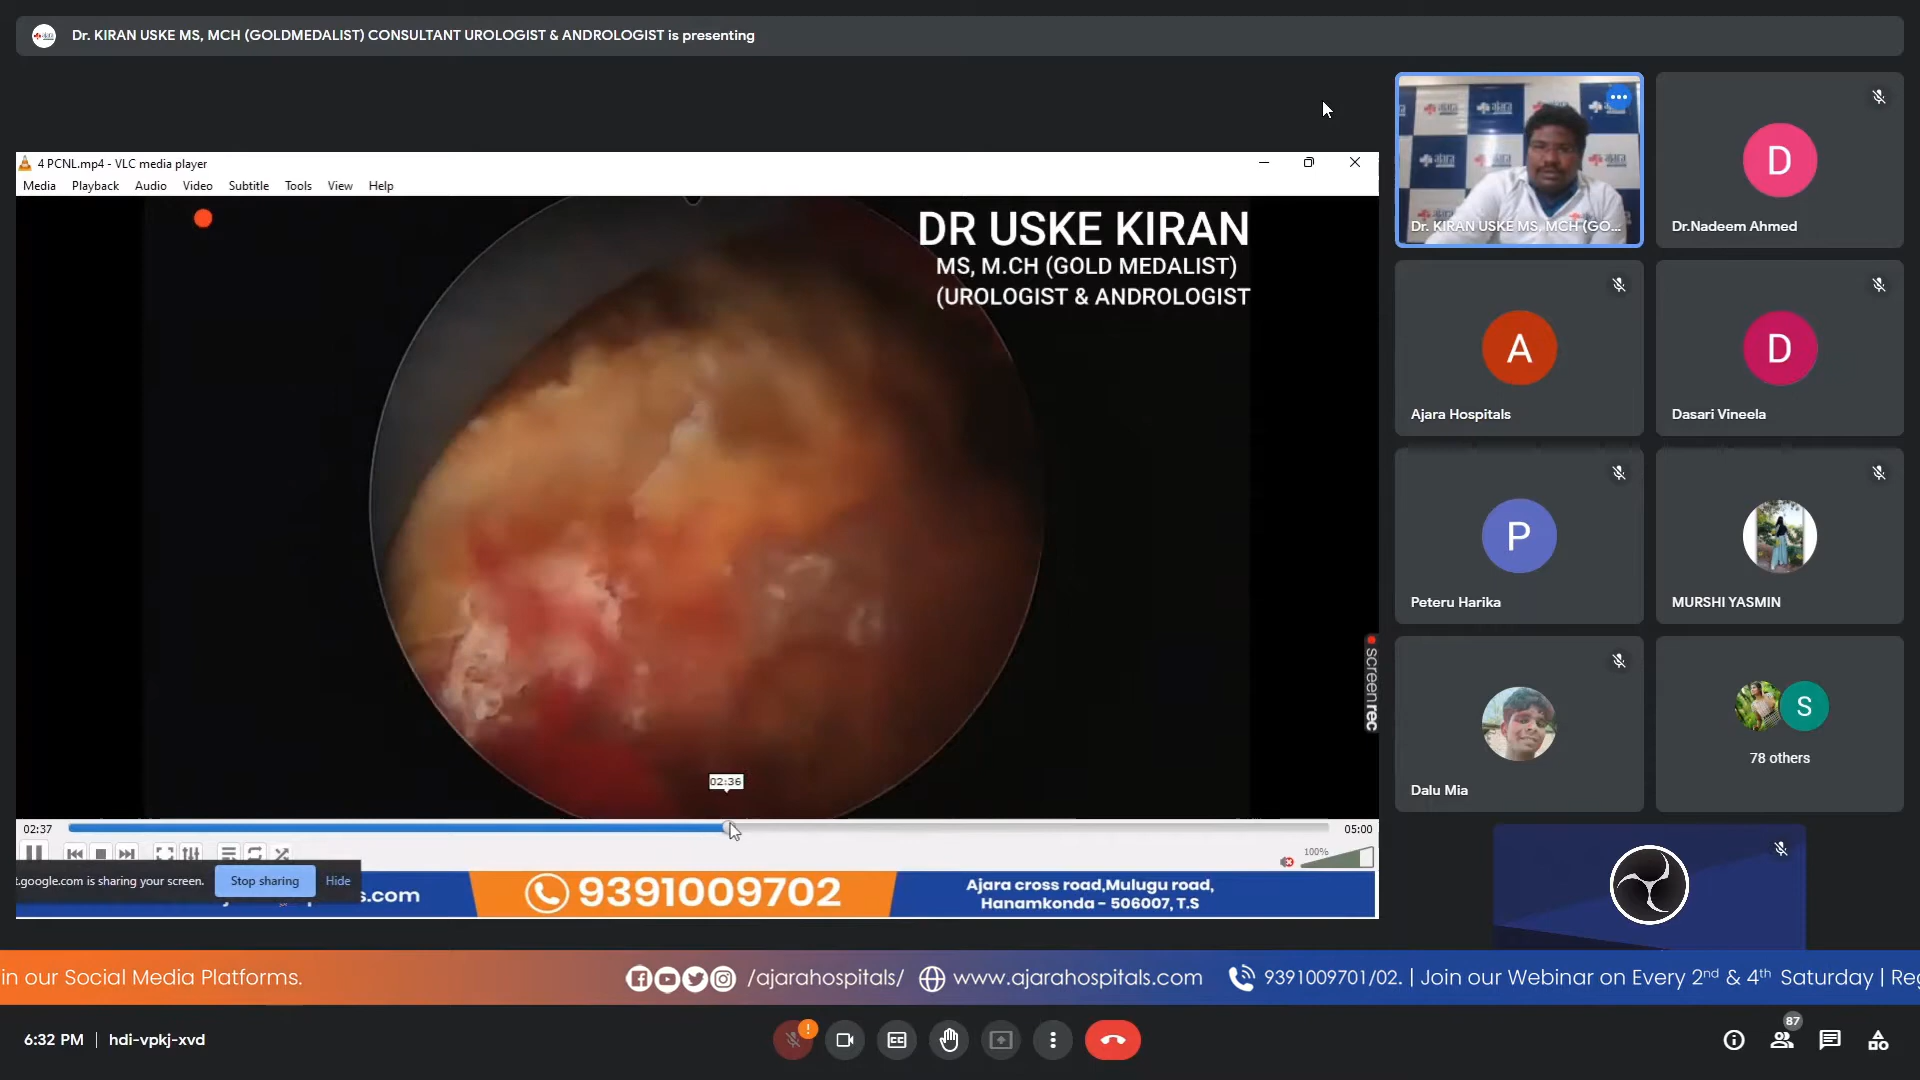 Dr. KIRAN USKE MS, MCH (GOLDMEDALIST) CONSULTANT UROLOGIST & ANDROLOGIST is presenting
4 PCNL.mp4 - VLC media player
Media Playback Audio Video Subtitle Tools View Help
DR USKE KIRAN
MS, M.CH (GOLD MEDALIST)
(UROLOGIST & ANDROLOGIST
screenrec
02:36
02:37
05:00
100%
t.google.com is sharing your screen. Stop sharing Hide
s.com
9391009702
Ajara cross road,Mulugu road,
Hanamkonda - 506007, T.S
Dr. KIRAN USKE MS, MCH (GO...
D
Dr.Nadeem Ahmed
A
Ajara Hospitals
D
Dasari Vineela
P
Peteru Harika
MURSHI YASMIN
Dalu Mia
S
78 others
in our Social Media Platforms. /ajarahospitals/ www.ajarahospitals.com 9391009701/02. | Join our Webinar on Every 2nd & 4th Saturday | Reg
6:32 PM | hdi-vpkj-xvd
87